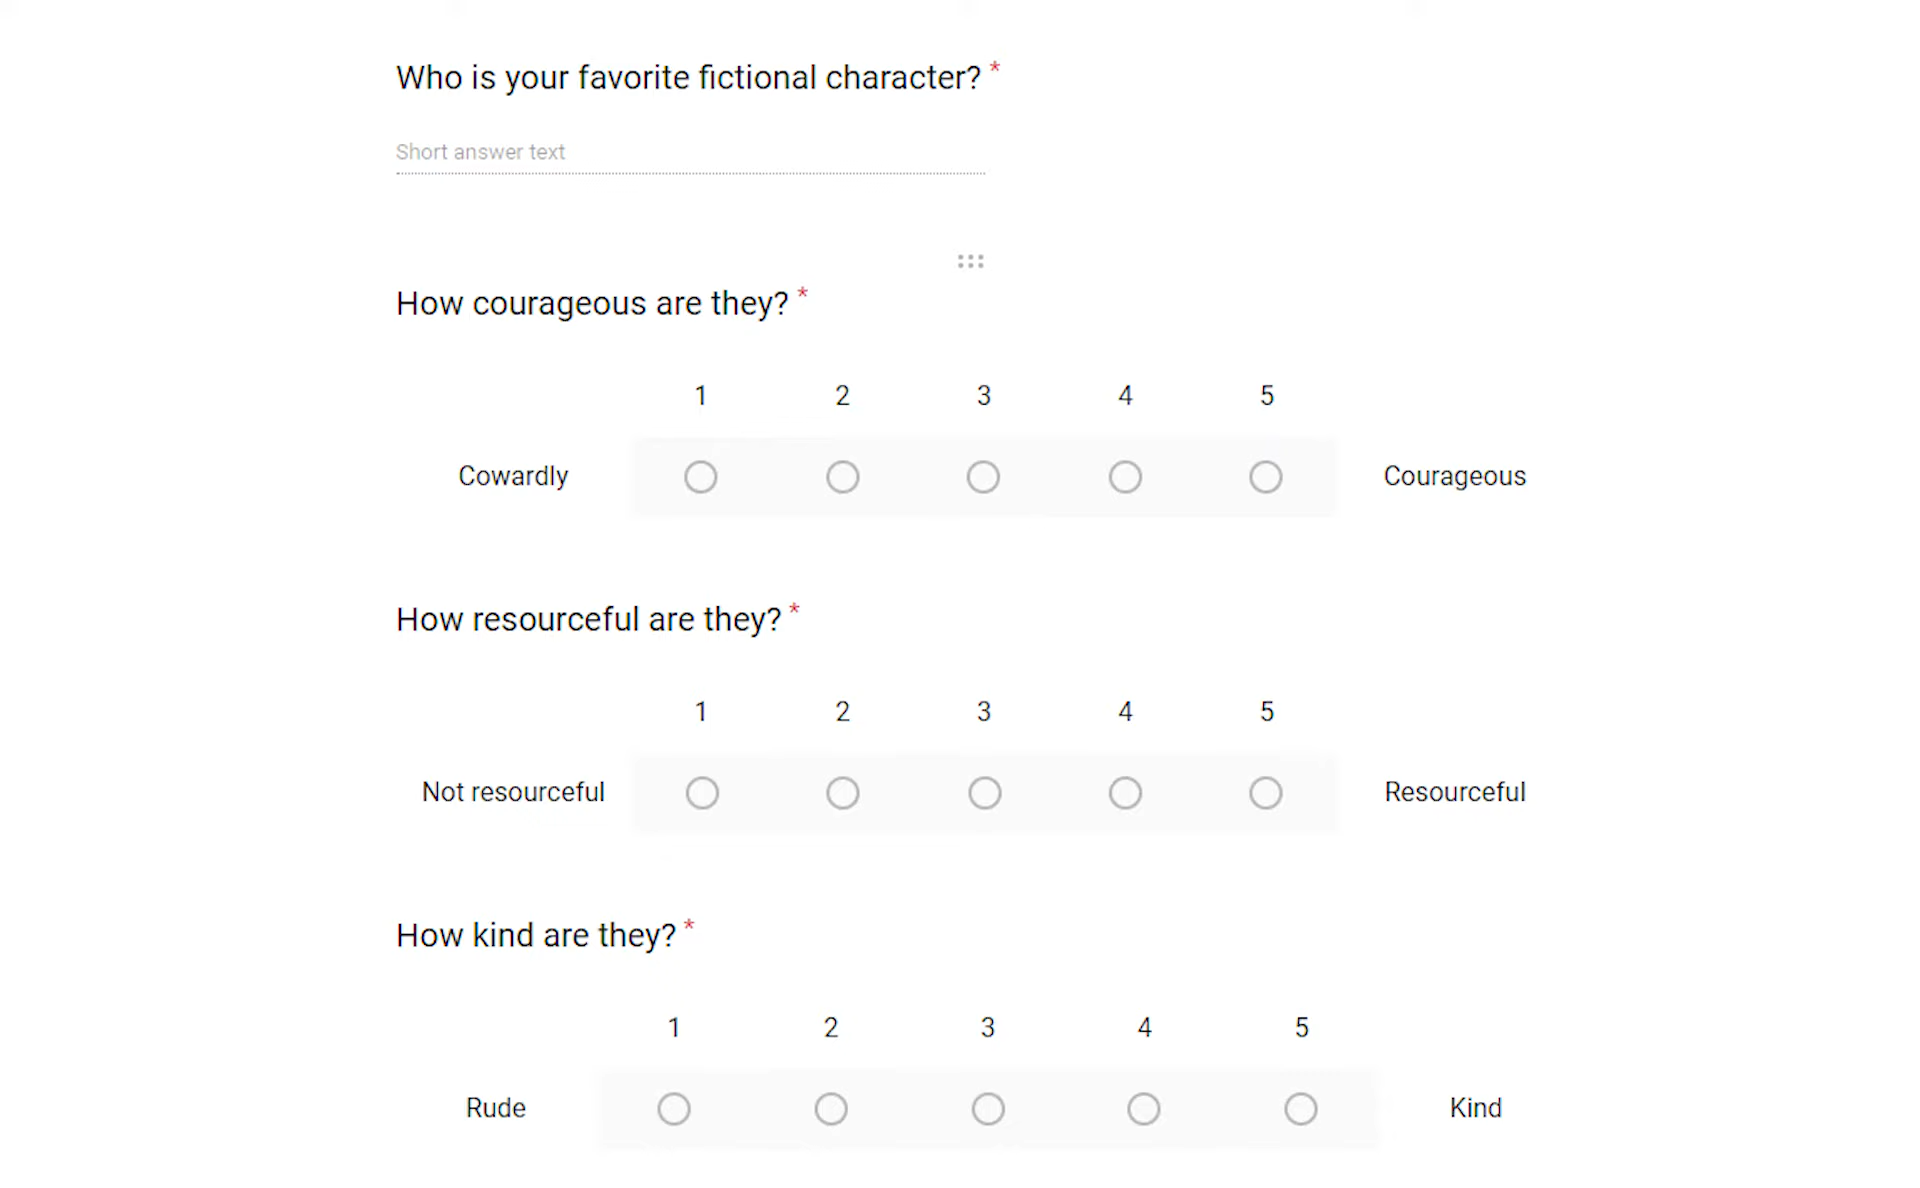 Who is your favorite fictional character? *
Short answer text
How courageous are they? *
1 2 3 4 5
Cowardly Courageous
How resourceful are they? *
1 2 3 4 5
Not resourceful Resourceful
How kind are they? *
1 2 3 4 5
Rude Kind